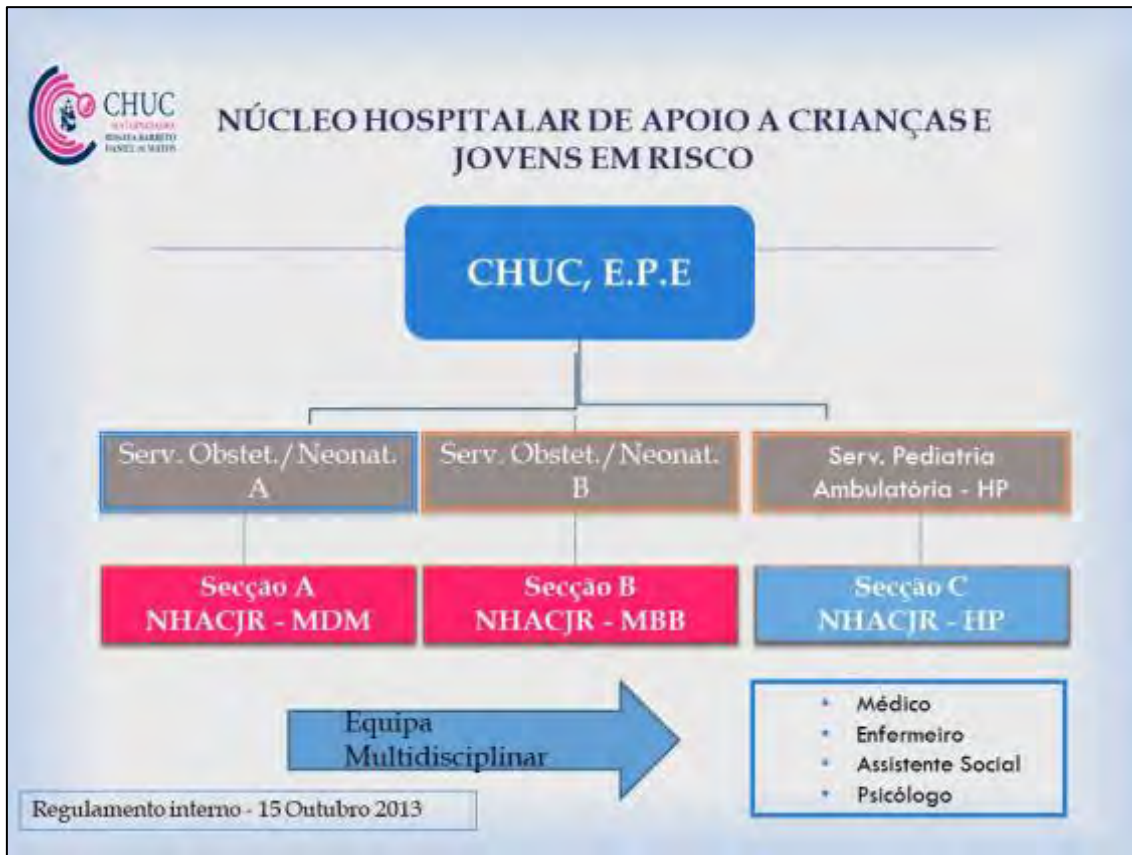 CHUC
NÚCLEO HOSPITALAR DE APOIO A CRIANÇAS E
JOVENS EM RISCO
CHUC, E.P.E
Serv. Obstet./Neonat.
A
Serv. Obstet./Neonat.
B
Serv. Pediatria
Ambulatória - HP
Secção A
NHACJR - MDM
Secção B
NHACJR - MBB
Secção C
NHACJR - HP
Equipa
Multidisciplinar
• Médico
• Enfermeiro
• Assistente Social
• Psicólogo
Regulamento interno - 15 Outubro 2013